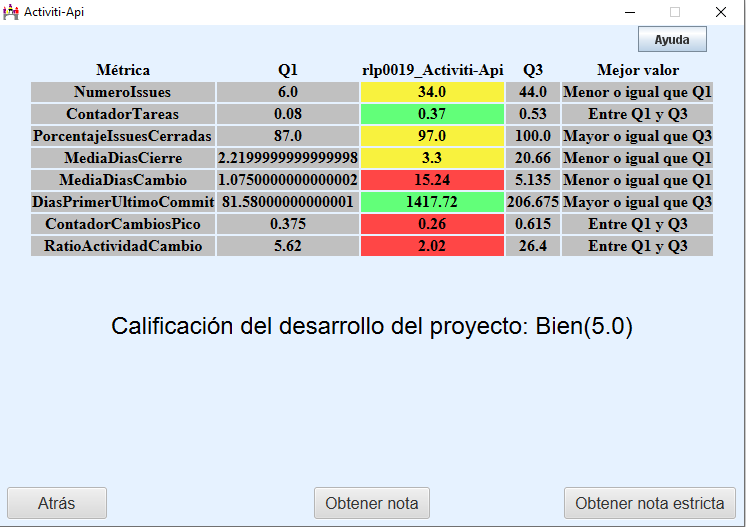 Activiti-Api
Ayuda
Métrica Q1 rlp0019_Activiti-Api Q3 Mejor valor
NumeroIssues 6.0 34.0 44.0 Menor o igual que Q1
ContadorTareas 0.08 0.37 0.53 Entre Q1 y Q3
PorcentajeIssuesCerradas 87.0 97.0 100.0 Mayor o igual que Q3
MediaDiasCierre 2.2199999999999998 3.3 20.66 Menor o igual que Q1
MediaDiasCambio 1.0750000000000002 15.24 5.135 Menor o igual que Q1
DiasPrimerUltimoCommit 81.58000000000001 1417.72 206.675 Mayor o igual que Q3
ContadorCambiosPico 0.375 0.26 0.615 Entre Q1 y Q3
RatioActividadCambio 5.62 2.02 26.4 Entre Q1 y Q3
Calificación del desarrollo del proyecto: Bien(5.0)
Atrás Obtener nota Obtener nota estricta